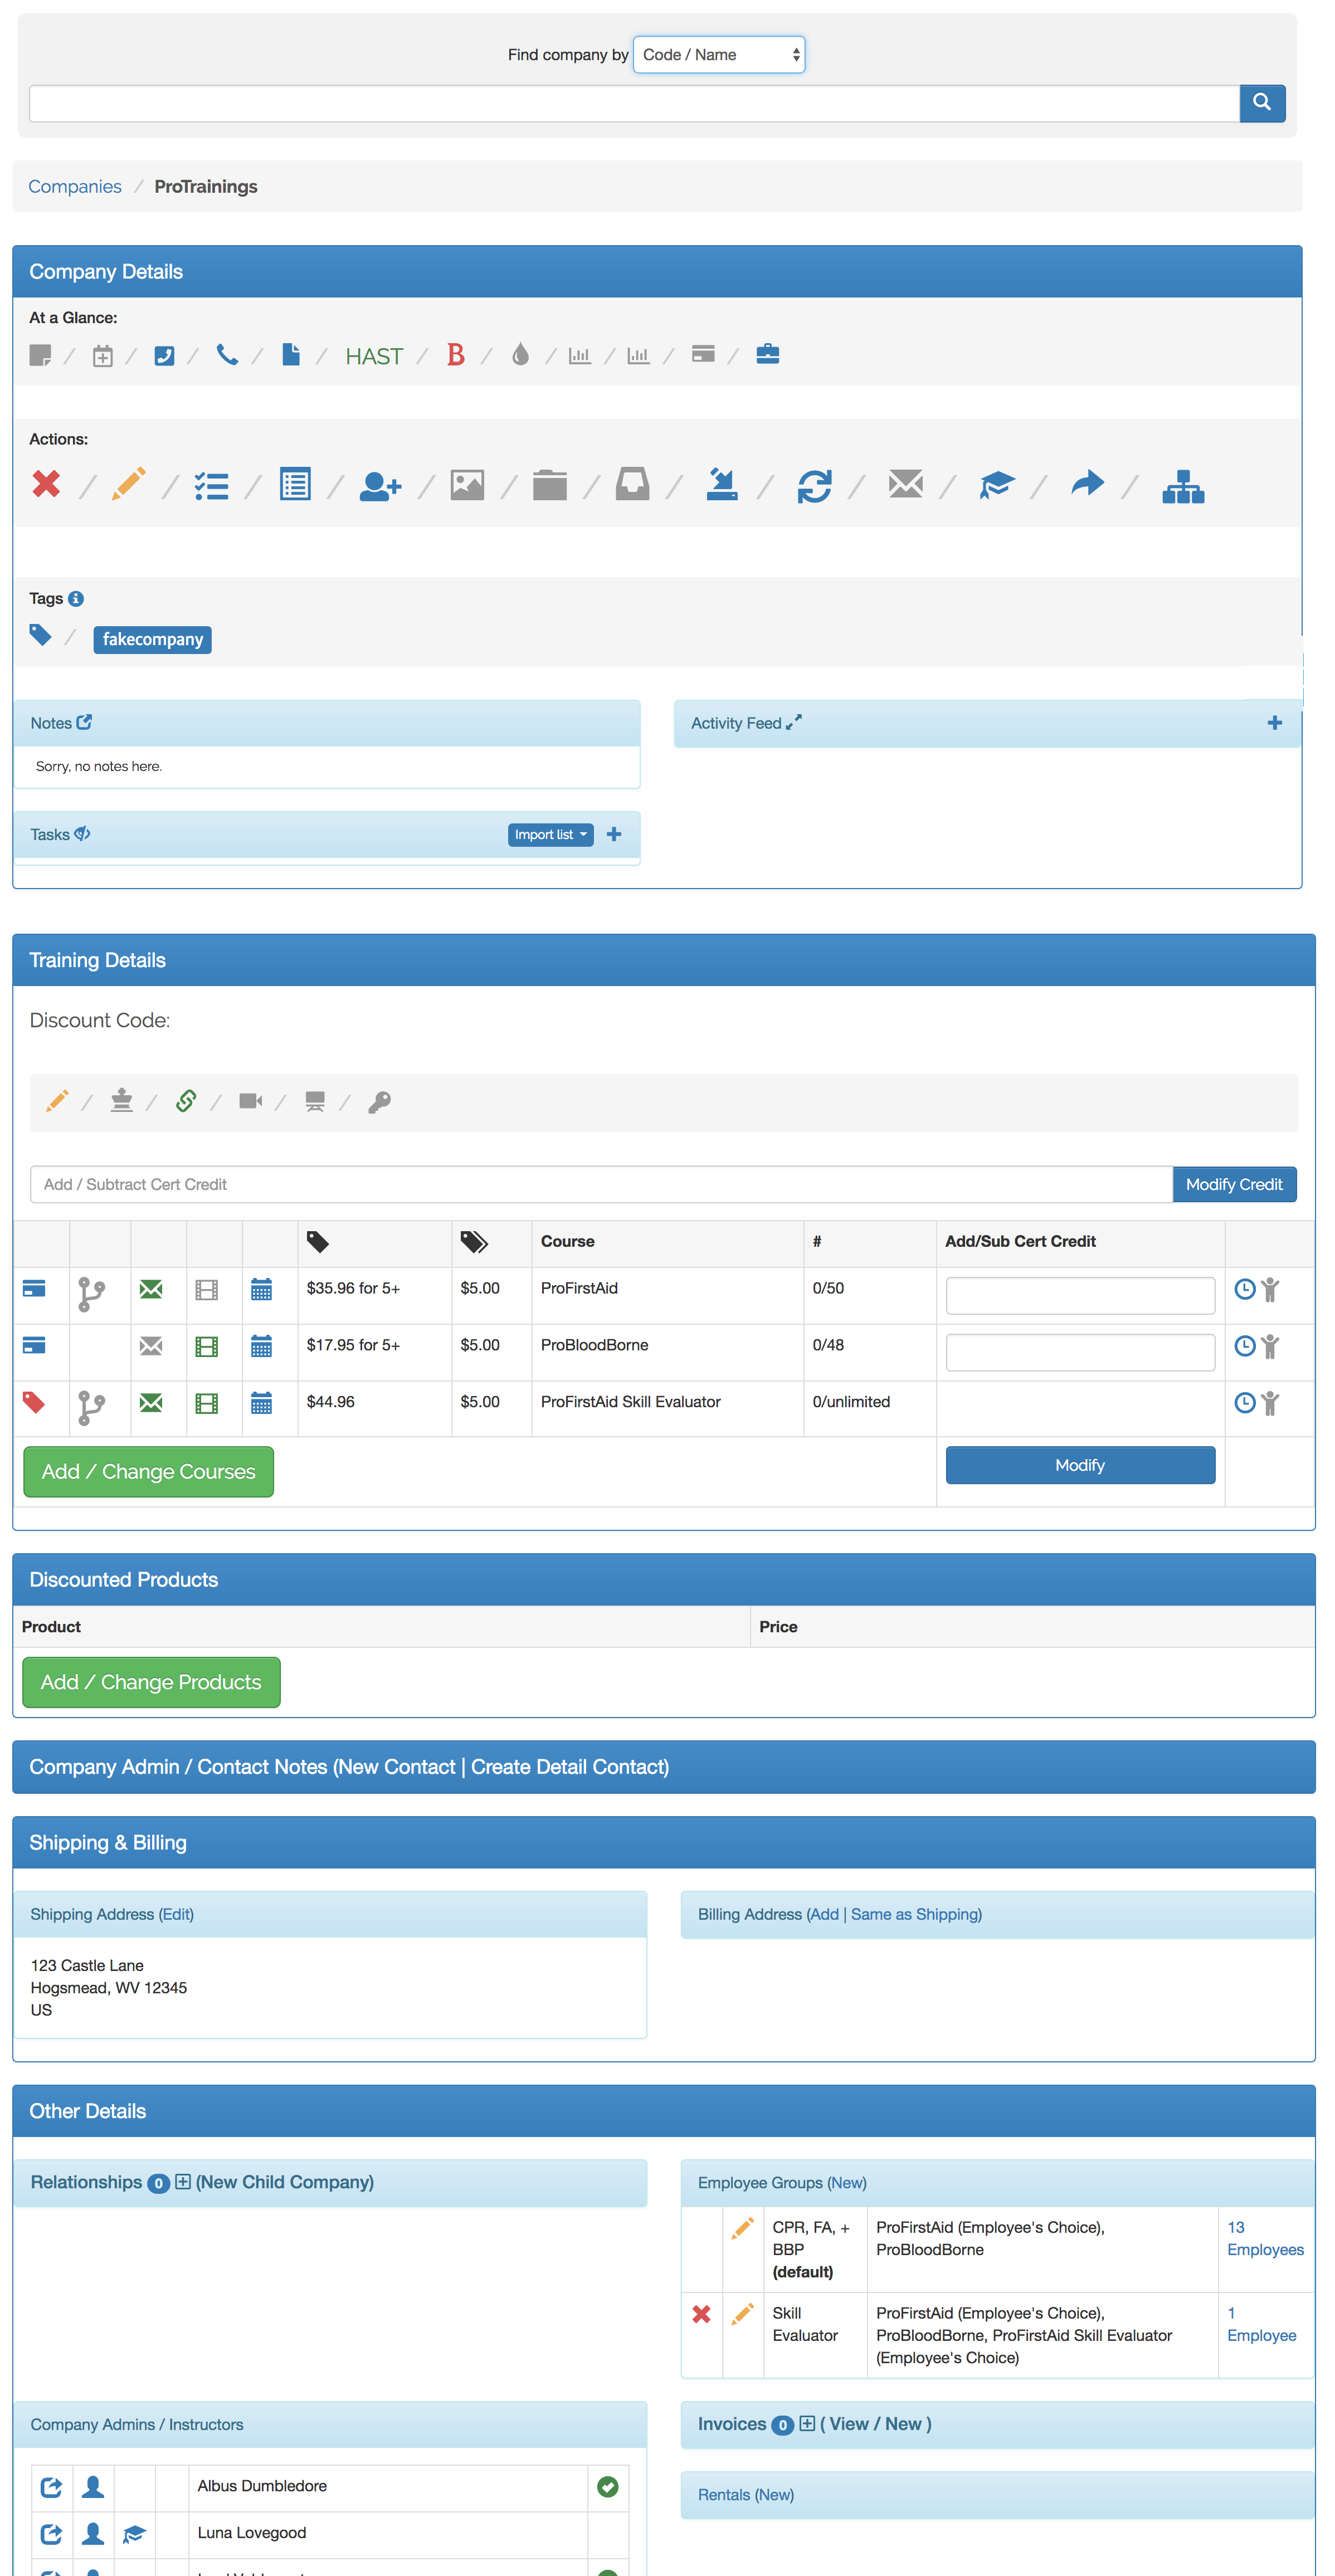 Find company by Code / Name
Companies / ProTrainings
Company Details
At a Glance:
/ / / / / HAST / B / / / / /
Actions:
Tags
/ fakecompany
Notes
Activity Feed
Sorry, no notes here.
Tasks Import list
Training Details
Discount Code:
Add / Subtract Cert Credit Modify Credit
Course # Add/Sub Cert Credit
$35.96 for 5+ $5.00 ProFirstAid 0/50
$17.95 for 5+ $5.00 ProBloodBorne 0/48
$44.96 $5.00 ProFirstAid Skill Evaluator 0/unlimited
Add / Change Courses Modify
Discounted Products
Product Price
Add / Change Products
Company Admin / Contact Notes (New Contact | Create Detail Contact)
Shipping & Billing
Shipping Address (Edit)
123 Castle Lane
Hogsmead, WV 12345
US
Billing Address (Add | Same as Shipping)
Other Details
Relationships 0 (New Child Company)
Employee Groups (New)
CPR, FA, + ProFirstAid (Employee's Choice), 13
BBP ProBloodBorne Employees
(default)
Skill ProFirstAid (Employee's Choice), 1
Evaluator ProBloodBorne, ProFirstAid Skill Evaluator Employee
(Employee's Choice)
Company Admins / Instructors
Albus Dumbledore
Luna Lovegood
Invoices 0 ( View / New )
Rentals (New)